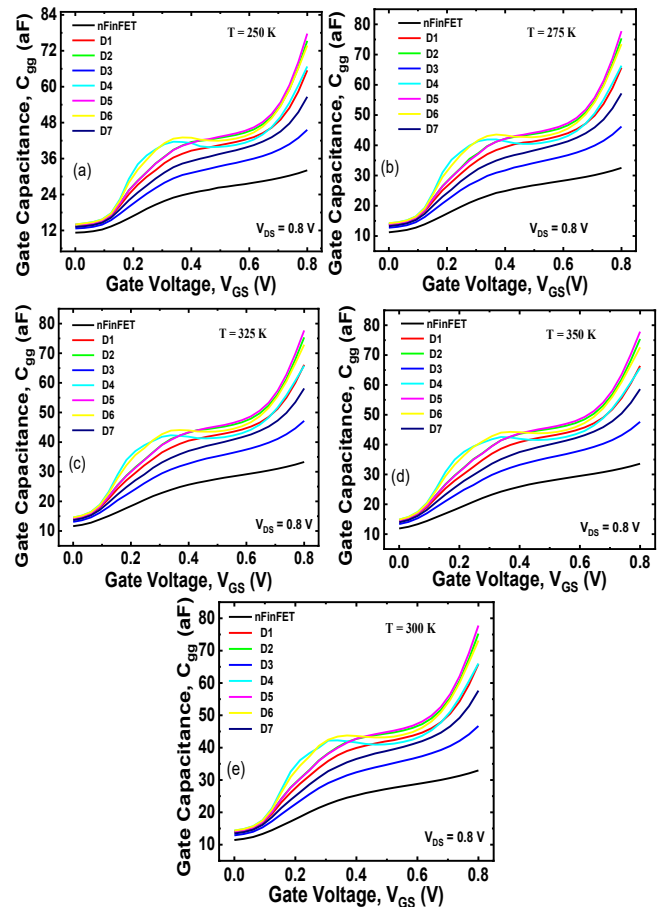 Gate Capacitance, Cgg (aF)
84
72
60
48
36
24
12
nFinFET
D1
D2
D3
D4
D5
D6
D7
T = 250 K
(a)
VDS = 0.8 V
0.0 0.2 0.4 0.6 0.8
Gate Voltage, VGS (V)
Gate Capacitance, Cgg (aF)
80
70
60
50
40
30
20
10
nFinFET
D1
D2
D3
D4
D5
D6
D7
T = 275 K
(b)
VDS = 0.8 V
0.0 0.2 0.4 0.6 0.8
Gate Voltage, VGS(V)
Gate Capacitance, Cgg (aF)
80
70
60
50
40
30
20
10
nFinFET
D1
D2
D3
D4
D5
D6
D7
T = 325 K
(c)
VDS = 0.8 V
0.0 0.2 0.4 0.6 0.8
Gate Voltage, VGS (V)
Gate Capacitance, Cgg (aF)
80
70
60
50
40
30
20
10
nFinFET
D1
D2
D3
D4
D5
D6
D7
T = 350 K
(d)
VDS = 0.8 V
0.0 0.2 0.4 0.6 0.8
Gate Voltage, VGS (V)
Gate Capacitance, Cgg (aF)
80
70
60
50
40
30
20
10
nFinFET
D1
D2
D3
D4
D5
D6
D7
T = 300 K
(e)
VDS = 0.8 V
0.0 0.2 0.4 0.6 0.8
Gate Voltage, VGS (V)